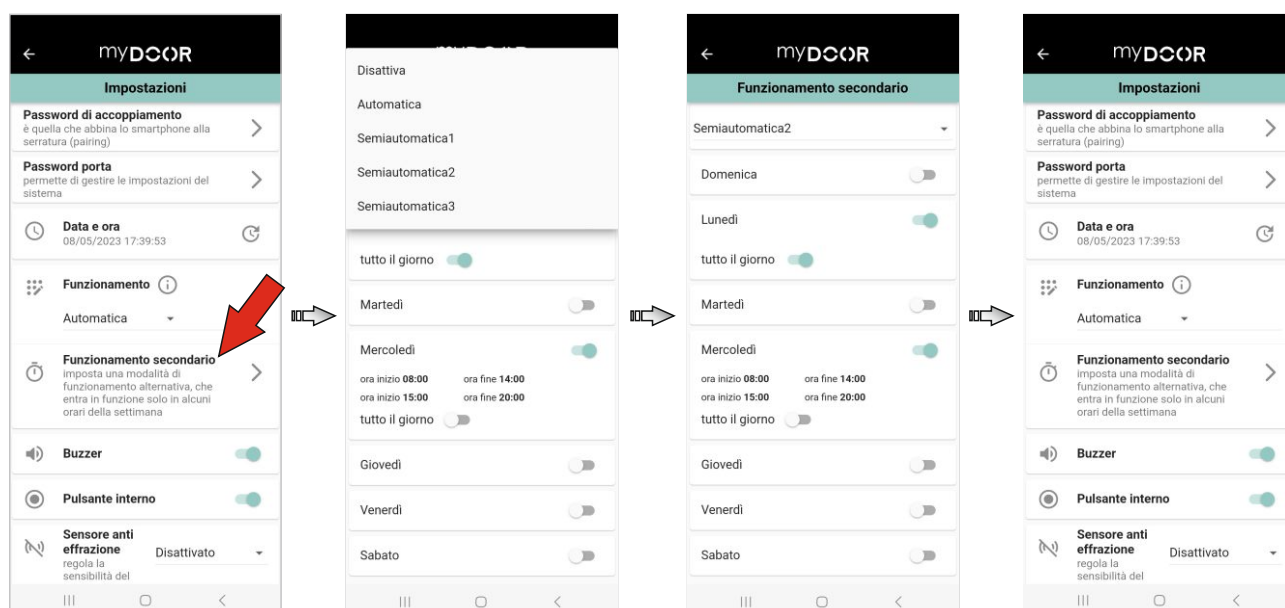 myDOOR
Impostazioni
Password di accoppiamento
è quella che abbina lo smartphone alla
serratura (pairing)
Password porta
permette di gestire le impostazioni del
sistema
Data e ora
08/05/2023 17:39:53
Funzionamento
Automatica
Funzionamento secondario
imposta una modalità di
funzionamento alternativa, che
entra in funzione solo in alcuni
orari della settimana
Buzzer
Pulsante interno
Sensore anti
effrazione
Disattivato
regola la
sensibilità del
Disattiva
Automatica
Semiautomatica1
Semiautomatica2
Semiautomatica3
tutto il giorno
Martedì
Mercoledì
ora inizio 08:00 ora fine 14:00
ora inizio 15:00 ora fine 20:00
tutto il giorno
Giovedì
Venerdì
Sabato
myDOOR
Funzionamento secondario
Semiautomatica2
Domenica
Lunedì
tutto il giorno
Martedì
Mercoledì
ora inizio 08:00 ora fine 14:00
ora inizio 15:00 ora fine 20:00
tutto il giorno
Giovedì
Venerdì
Sabato
myDOOR
Impostazioni
Password di accoppiamento
è quella che abbina lo smartphone alla
serratura (pairing)
Password porta
permette di gestire le impostazioni del
sistema
Data e ora
08/05/2023 17:39:53
Funzionamento
Automatica
Funzionamento secondario
imposta una modalità di
funzionamento alternativa, che
entra in funzione solo in alcuni
orari della settimana
Buzzer
Pulsante interno
Sensore anti
effrazione
Disattivato
regola la
sensibilità del